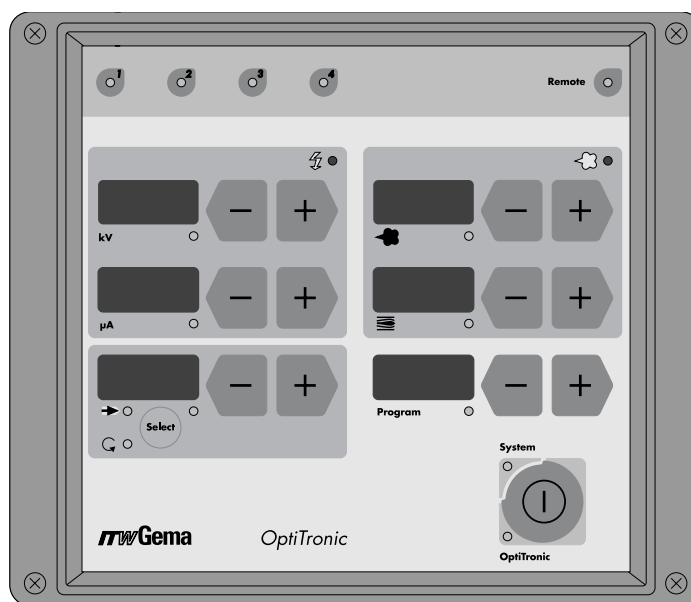 1 2 3 4 Remote
kV
µA
Select
Program
System
OptiTronic
ITW Gema OptiTronic